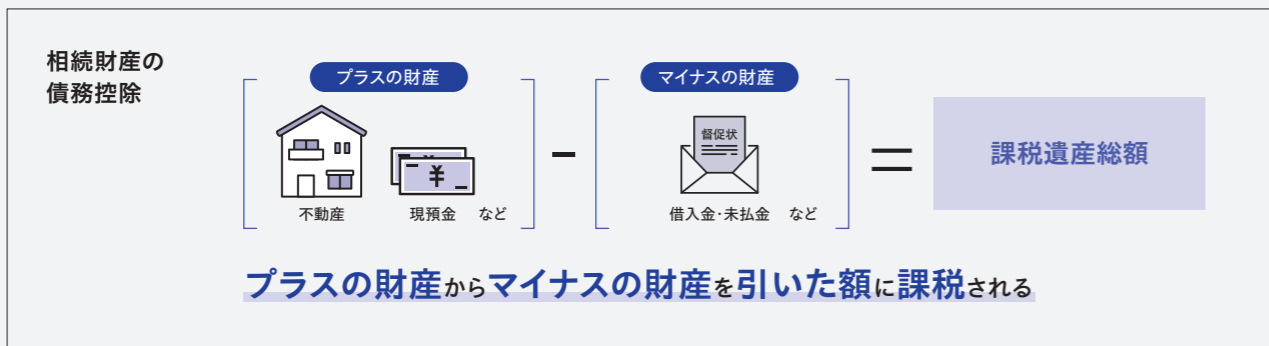 相続財産の
債務控除
プラスの財産
マイナスの財産
督促状
¥
-
=
課税遺産総額
不動産
現預金 など
借入金・未払金 など
プラスの財産からマイナスの財産を引いた額に課税される